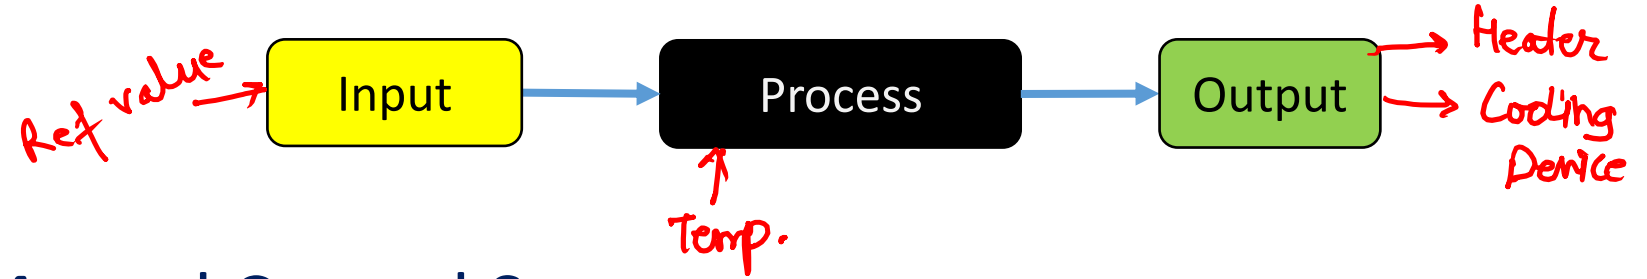 Ref value
Input
Process
Output
Heater
Cooling
Device
Temp.